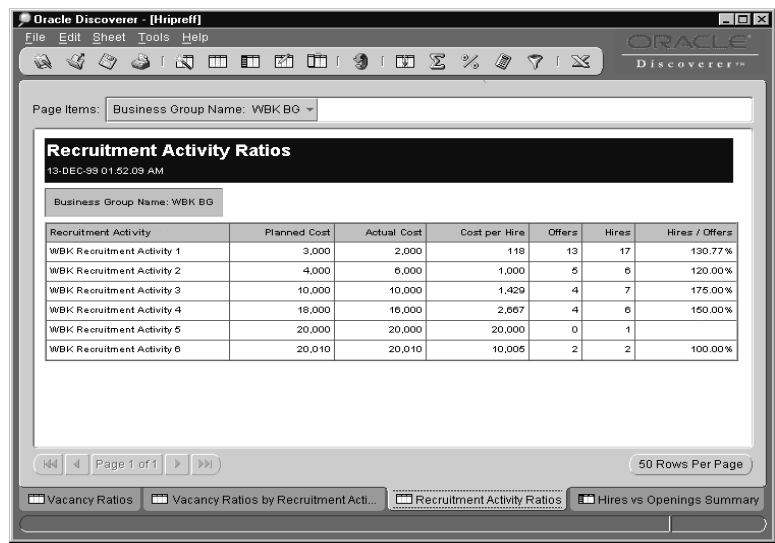 Oracle Discoverer - [Hripreff]
File Edit Sheet Tools Help
ORACLE
Discoverer™
Page Items: Business Group Name: WBK BG
Recruitment Activity Ratios
13-DEC-99 01.52.09 AM
Business Group Name: WBK BG
Recruitment Activity Planned Cost Actual Cost Cost per Hire Offers Hires Hires / Offers
WBK Recruitment Activity 1 3,000 2,000 118 13 17 130.77%
WBK Recruitment Activity 2 4,000 6,000 1,000 5 6 120.00%
WBK Recruitment Activity 3 10,000 10,000 1,429 4 7 175.00%
WBK Recruitment Activity 4 18,000 16,000 2,667 4 6 150.00%
WBK Recruitment Activity 5 20,000 20,000 20,000 0 1
WBK Recruitment Activity 6 20,010 20,010 10,005 2 2 100.00%
Page 1 of 1 50 Rows Per Page
Vacancy Ratios Vacancy Ratios by Recruitment Acti... Recruitment Activity Ratios Hires vs Openings Summary